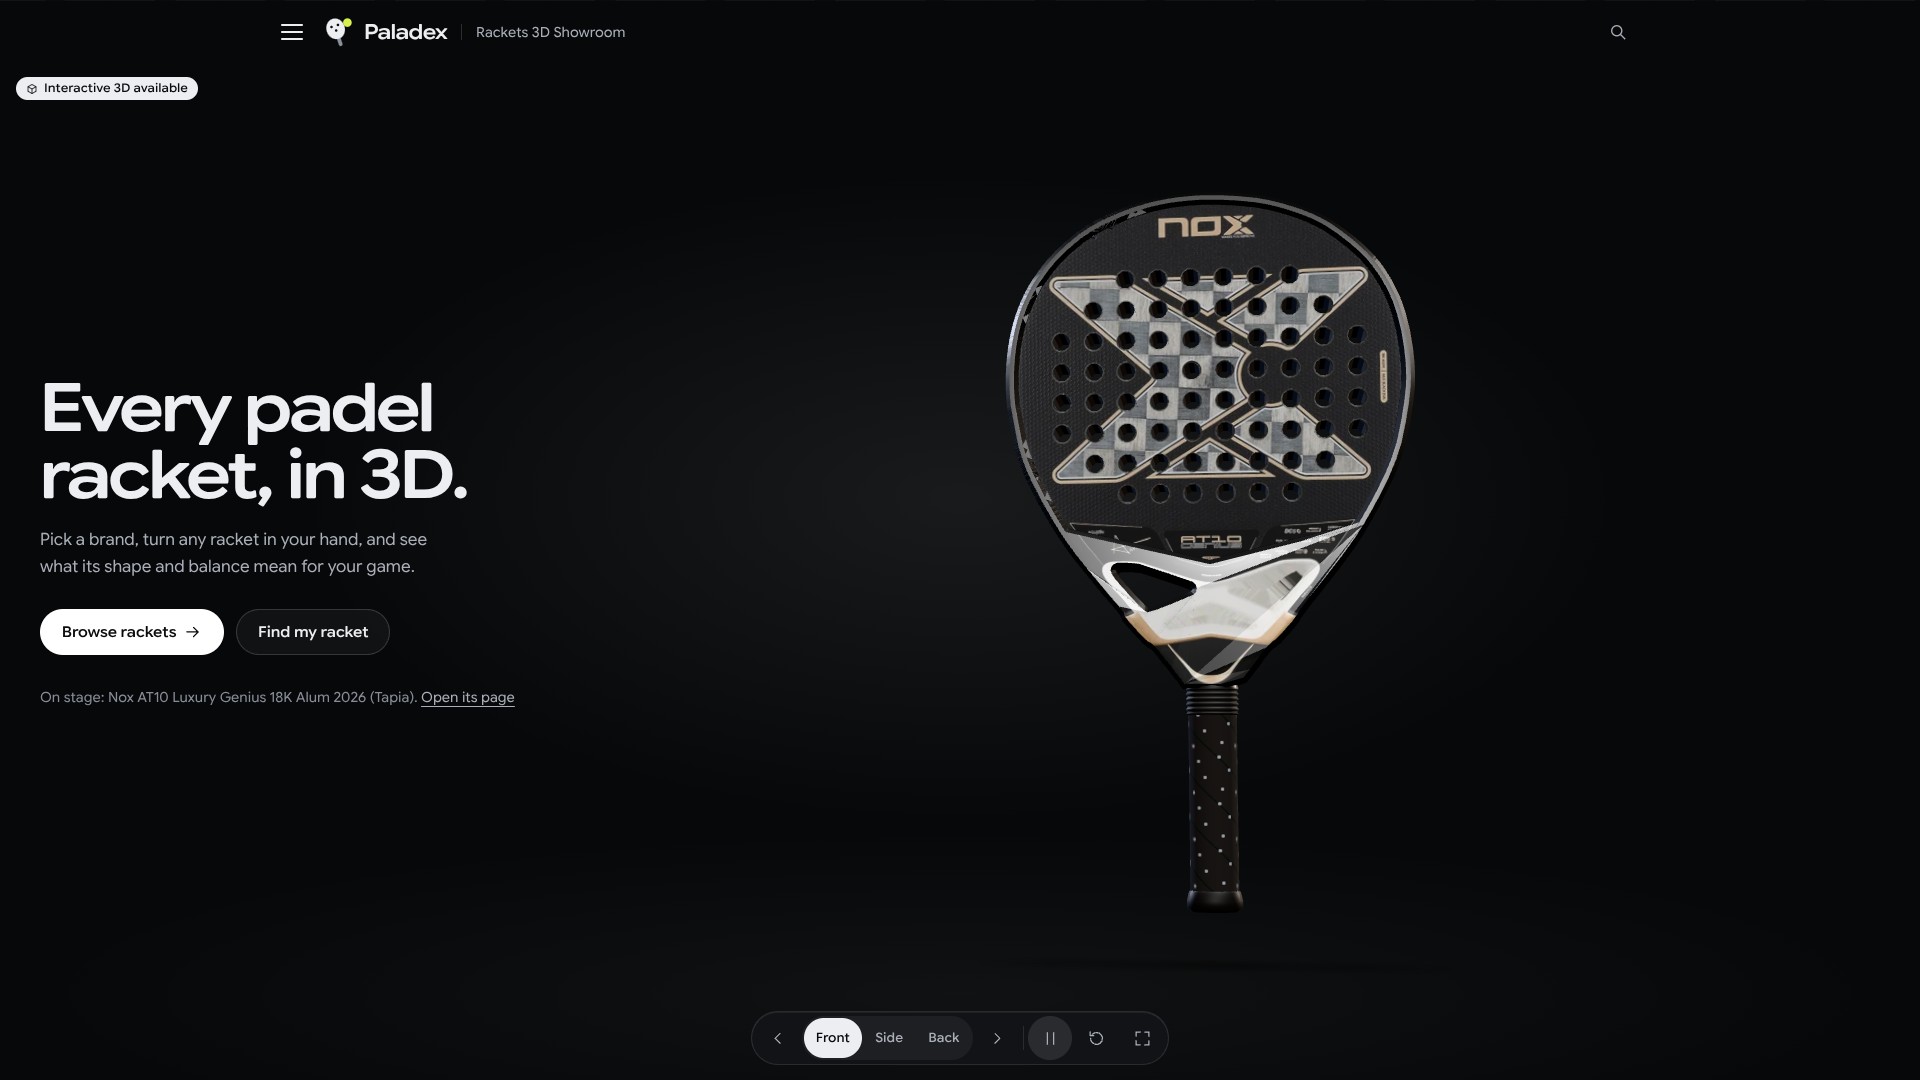 Paladex
Rackets 3D Showroom
Interactive 3D available
nox
Every padel
racket, in 3D.
Pick a brand, turn any racket in your hand, and see
what its shape and balance mean for your game.
AT10
GENIUS
Browse rackets
Find my racket
On stage: Nox AT10 Luxury Genius 18K Alum 2026 (Tapia). Open its page
Front
Side
Back